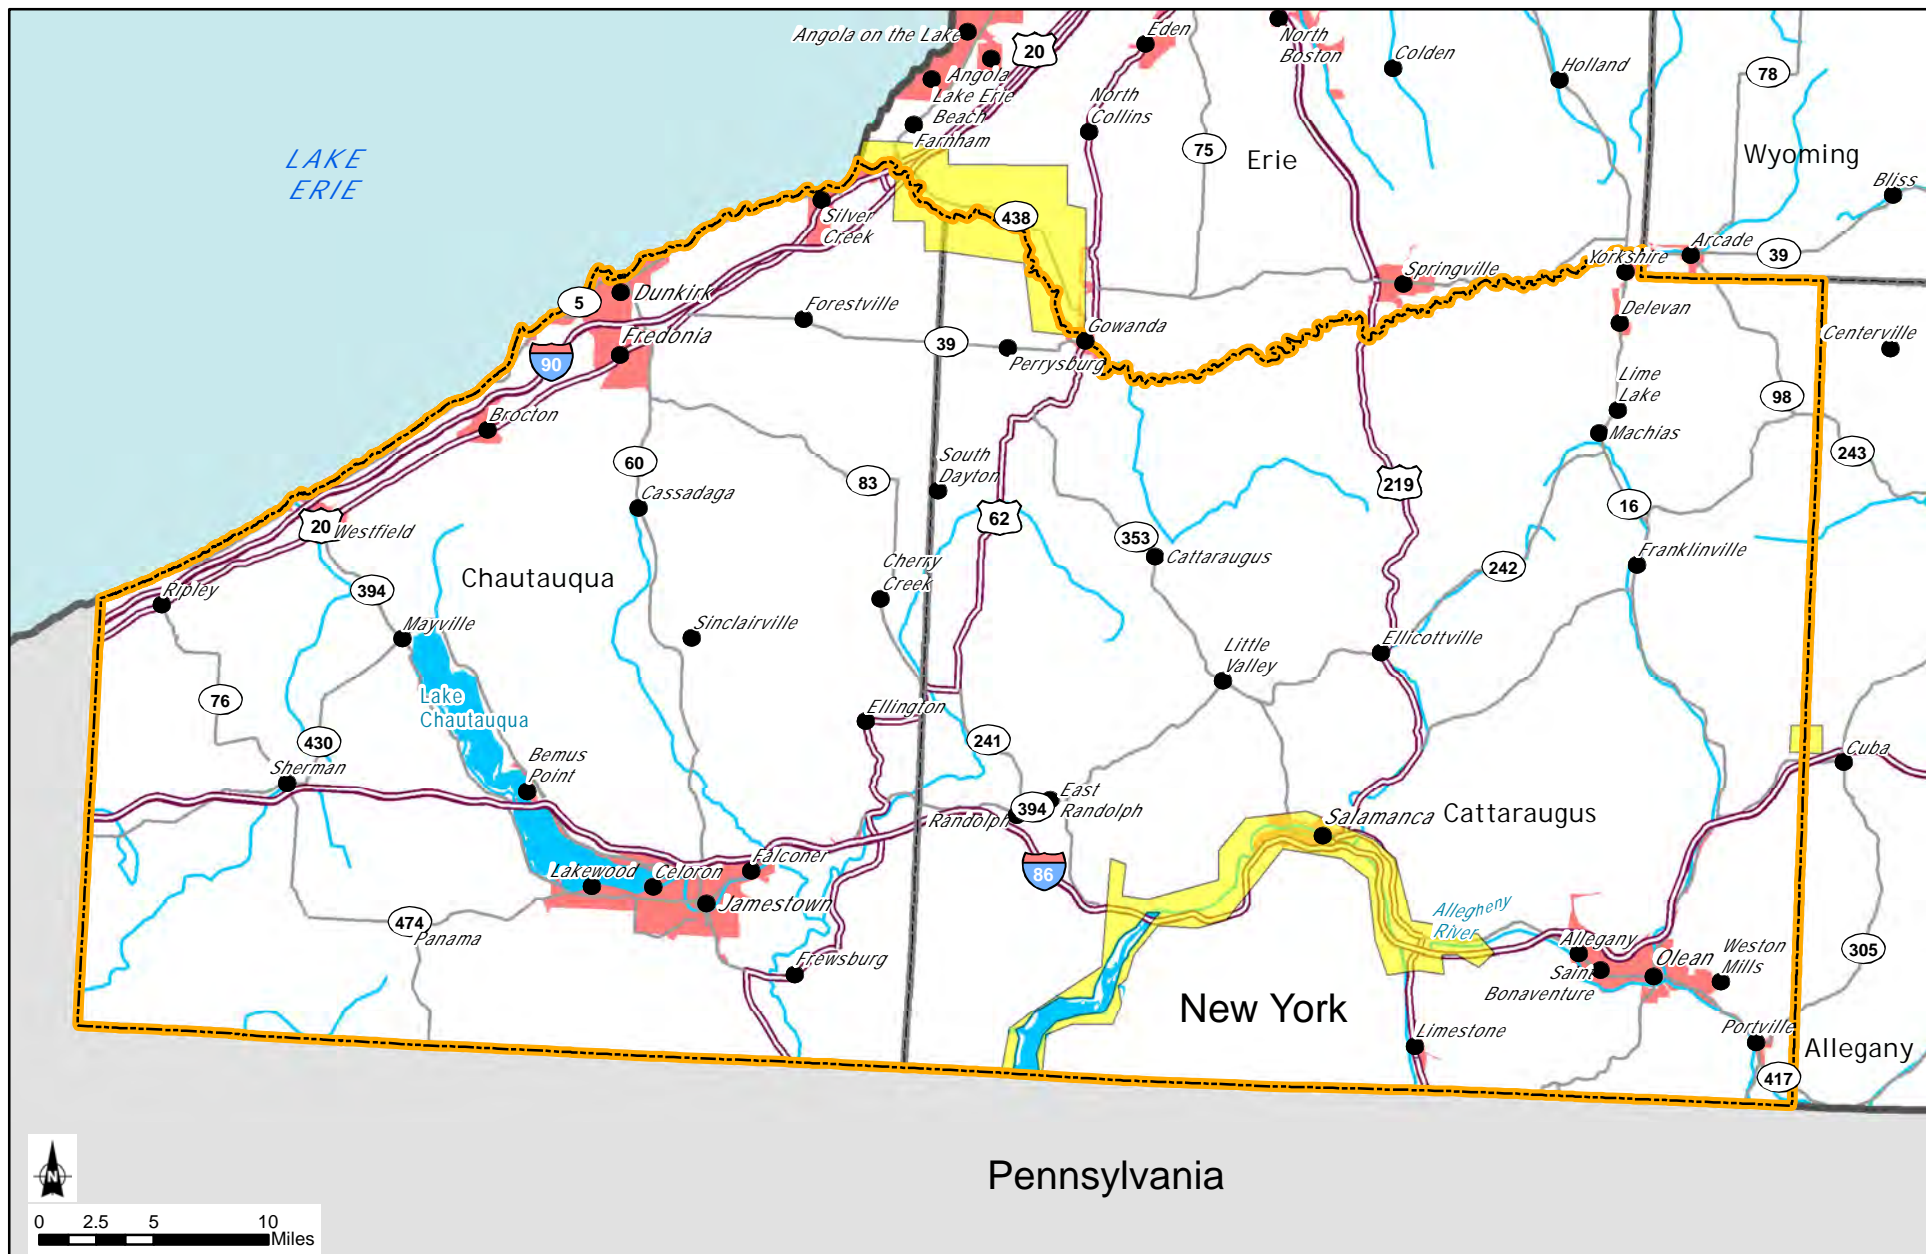 Angola on the Lake
20
Eden
North
Boston
Colden
Holland
78
Angola
Lake Erie
Beach
Farnham
North
Collins
75
Erie
Wyoming
Bliss
LAKE
ERIE
Silver
Creek
438
Springville
Yorkshire
Arcade
39
5
Dunkirk
Fredonia
90
Forestville
39
Perrysburg
Gowanda
Delevan
Centerville
Lime
Lake
98
Machias
243
Brocton
60
Cassadaga
83
South
Dayton
62
219
16
20
Westfield
353
Cattaraugus
242
Franklinville
Ripley
394
Chautauqua
Cherry
Creek
Mayville
Sinclairville
Little
Valley
Ellicottville
76
Lake
Chautauqua
Ellington
430
Sherman
Bemus
Point
241
Cuba
394
East
Randolph
Randolph
Salamanca
Cattaraugus
Lakewood
Celoron
Falconer
86
Jamestown
474
Panama
Frewsburg
Allegheny
River
Allegany
Saint
Bonaventure
Olean
Weston
Mills
305
New York
Limestone
Portville
Allegany
417
Pennsylvania
N
0 2.5 5 10
Miles